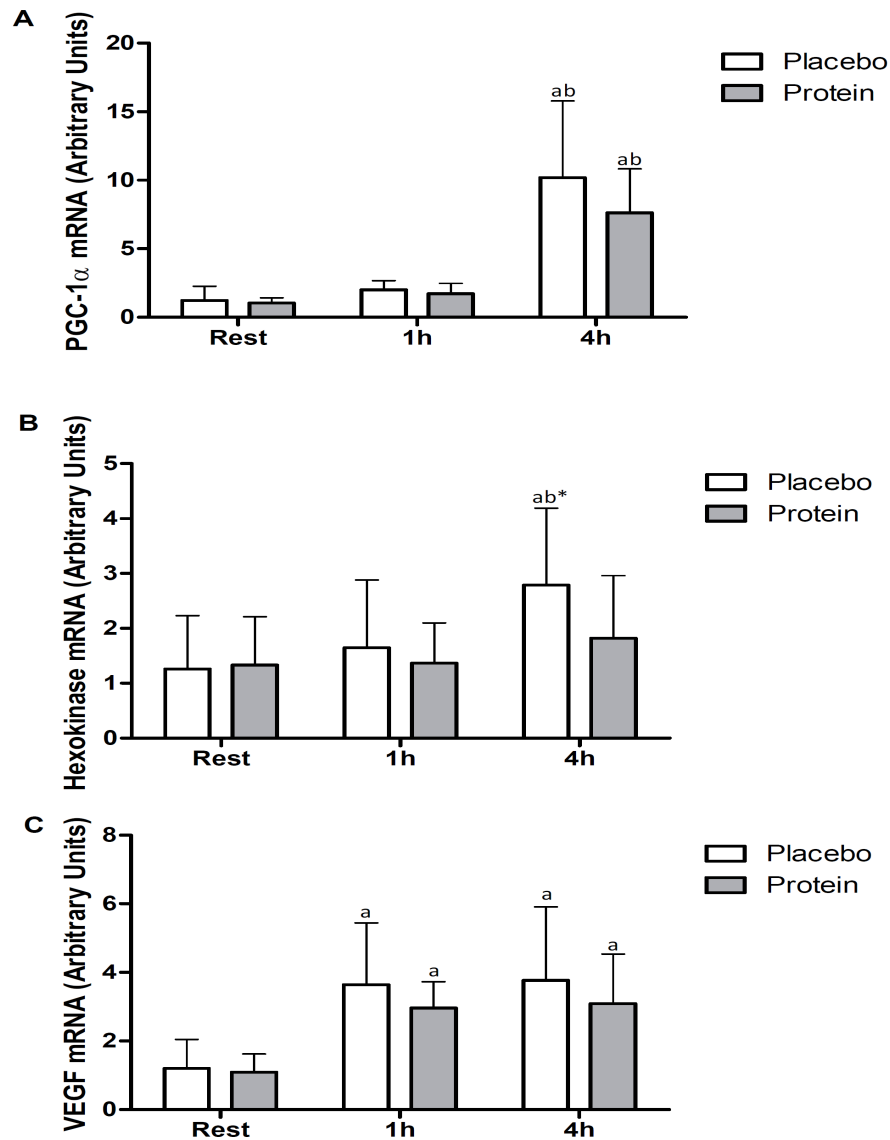 A
PGC-1α mRNA (Arbitrary Units)
20
15
10
5
0
ab
ab
Rest 1h 4h
Placebo
Protein
B
Hexokinase mRNA (Arbitrary Units)
5
4
3
2
1
0
ab*
Rest 1h 4h
Placebo
Protein
C
VEGF mRNA (Arbitrary Units)
8
6
4
2
0
a
a
a
a
Rest 1h 4h
Placebo
Protein